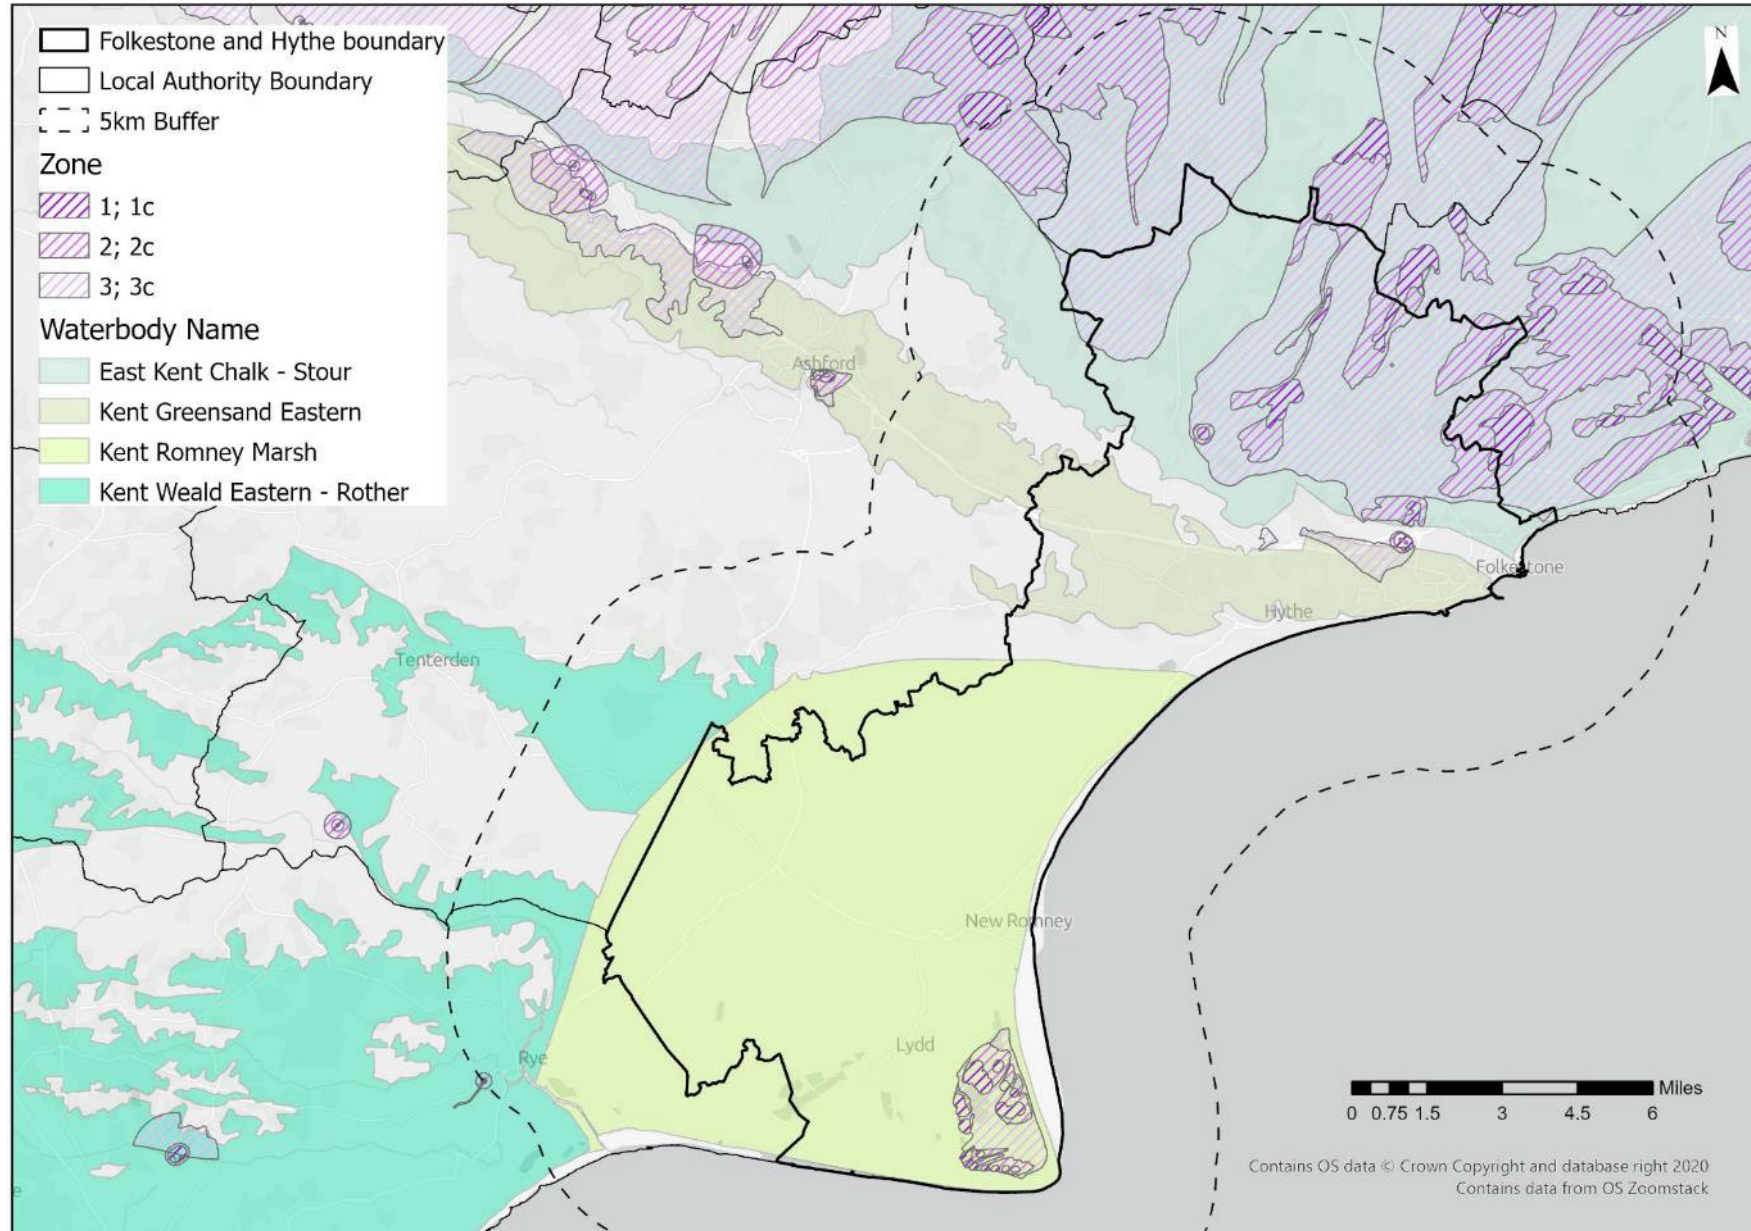 Folkestone and Hythe boundary
Local Authority Boundary
5km Buffer
Zone
1; 1c
2; 2c
3; 3c
Waterbody Name
East Kent Chalk - Stour
Kent Greensand Eastern
Kent Romney Marsh
Kent Weald Eastern - Rother
N
Ashford
Folkestone
Hythe
Tenterden
New Romney
Lydd
Rye
Miles
0 0.75 1.5 3 4.5 6
Contains OS data © Crown Copyright and database right 2020
Contains data from OS Zoomstack